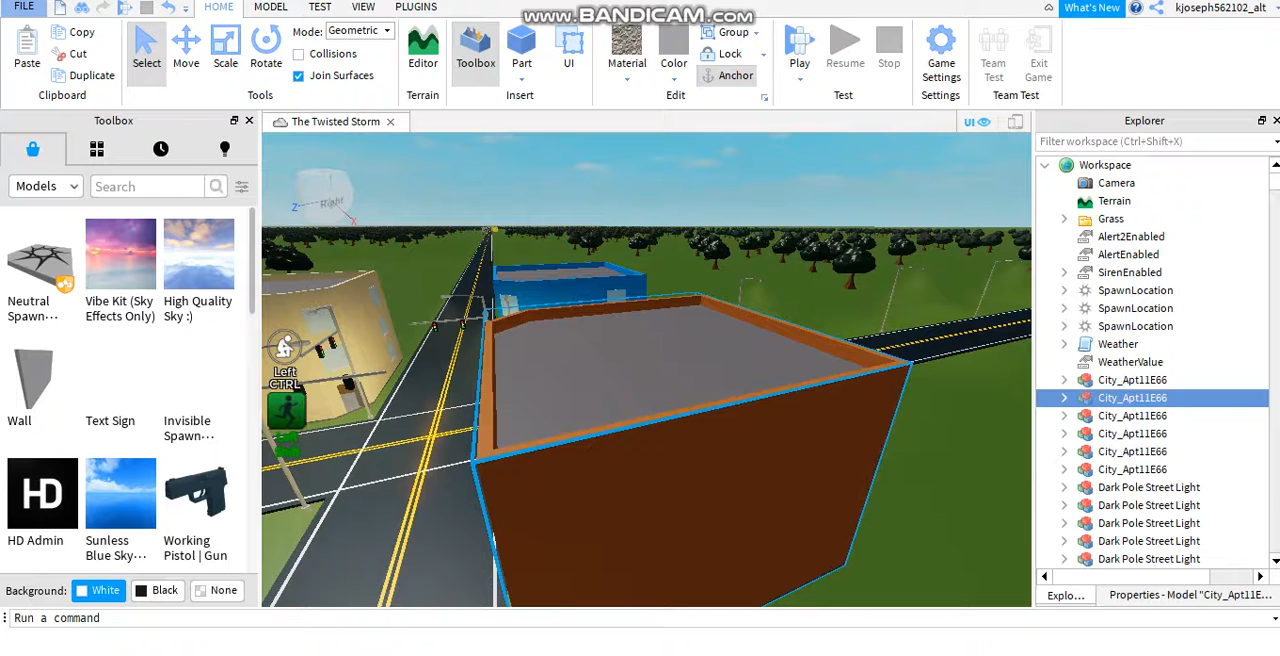 FILE HOME MODEL TEST VIEW PLUGINS
www.BANDICAM.com
What's New kjoseph562102_alt
Paste Copy Cut Duplicate
Select Move Scale Rotate
Mode: Geometric
Collisions
Join Surfaces
Editor Toolbox Part UI Material Color
Group
Lock
Anchor
Play Resume Stop
Game Settings
Team Test
Exit Game
Clipboard Tools Terrain Insert Edit Test Settings Team Test
Toolbox
The Twisted Storm
UI
Explorer
Filter workspace (Ctrl+Shift+X)
Models Search
Neutral Spawn...
Vibe Kit (Sky Effects Only)
High Quality Sky :)
Wall
Text Sign
Invisible Spawn...
HD
HD Admin
Sunless Blue Sky...
Working Pistol | Gun
Background: White Black None
Right
Z
X
Left
CTRL
Workspace
Camera
Terrain
Grass
Alert2Enabled
AlertEnabled
SirenEnabled
SpawnLocation
SpawnLocation
SpawnLocation
Weather
WeatherValue
City_Apt11E66
City_Apt11E66
City_Apt11E66
City_Apt11E66
City_Apt11E66
City_Apt11E66
Dark Pole Street Light
Dark Pole Street Light
Dark Pole Street Light
Dark Pole Street Light
Dark Pole Street Light
Explo... Properties - Model "City_Apt11E...
Run a command